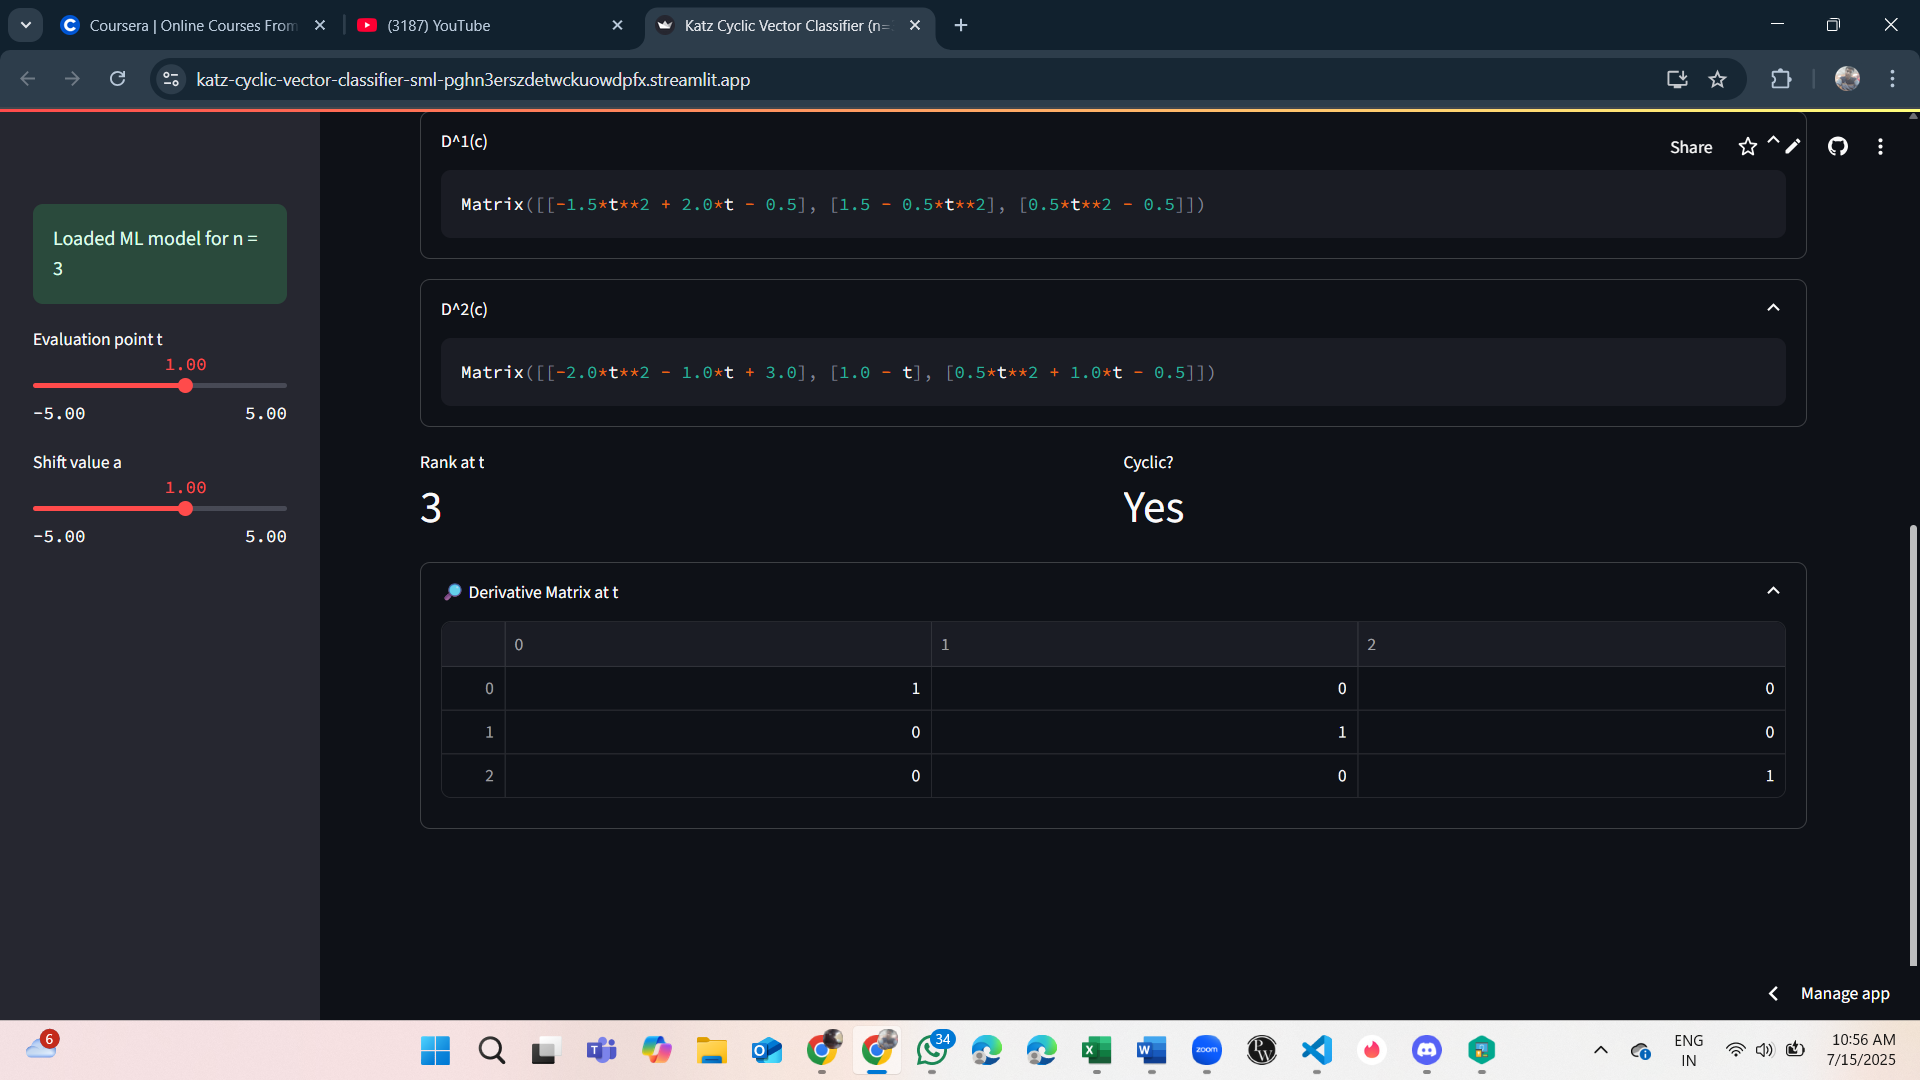 Coursera | Online Courses From
(3187) YouTube
Katz Cyclic Vector Classifier (n=
katz-cyclic-vector-classifier-sml-pghn3erszdetwckuowdpfx.streamlit.app
Share
Loaded ML model for n =
3
Evaluation point t
1.00
-5.00 5.00
Shift value a
1.00
-5.00 5.00
D^1(c)
Matrix([[-1.5*t**2 + 2.0*t - 0.5], [1.5 - 0.5*t**2], [0.5*t**2 - 0.5]])
D^2(c)
Matrix([[-2.0*t**2 - 1.0*t + 3.0], [1.0 - t], [0.5*t**2 + 1.0*t - 0.5]])
Rank at t
3
Cyclic?
Yes
🔎 Derivative Matrix at t
0 1 2
0 1 0 0
1 0 1 0
2 0 0 1
Manage app
6
34
zoom
PW
ENG
IN
10:56 AM
7/15/2025